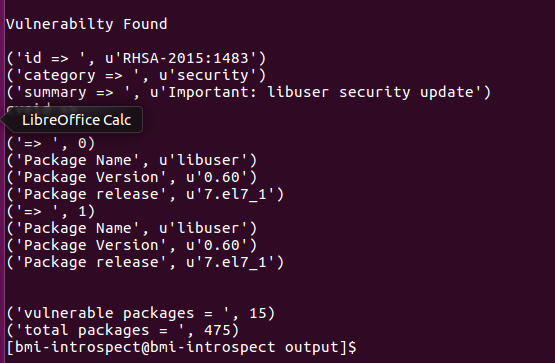 Vulnerabilty Found
('id => ', u'RHSA-2015:1483')
('category => ', u'security')
('summary => ', u'Important: libuser security update')
LibreOffice Calc
('=> ', 0)
('Package Name', u'libuser')
('Package Version', u'0.60')
('Package release', u'7.el7_1')
('=> ', 1)
('Package Name', u'libuser')
('Package Version', u'0.60')
('Package release', u'7.el7_1')
('vulnerable packages = ', 15)
('total packages = ', 475)
[bmi-introspect@bmi-introspect output]$